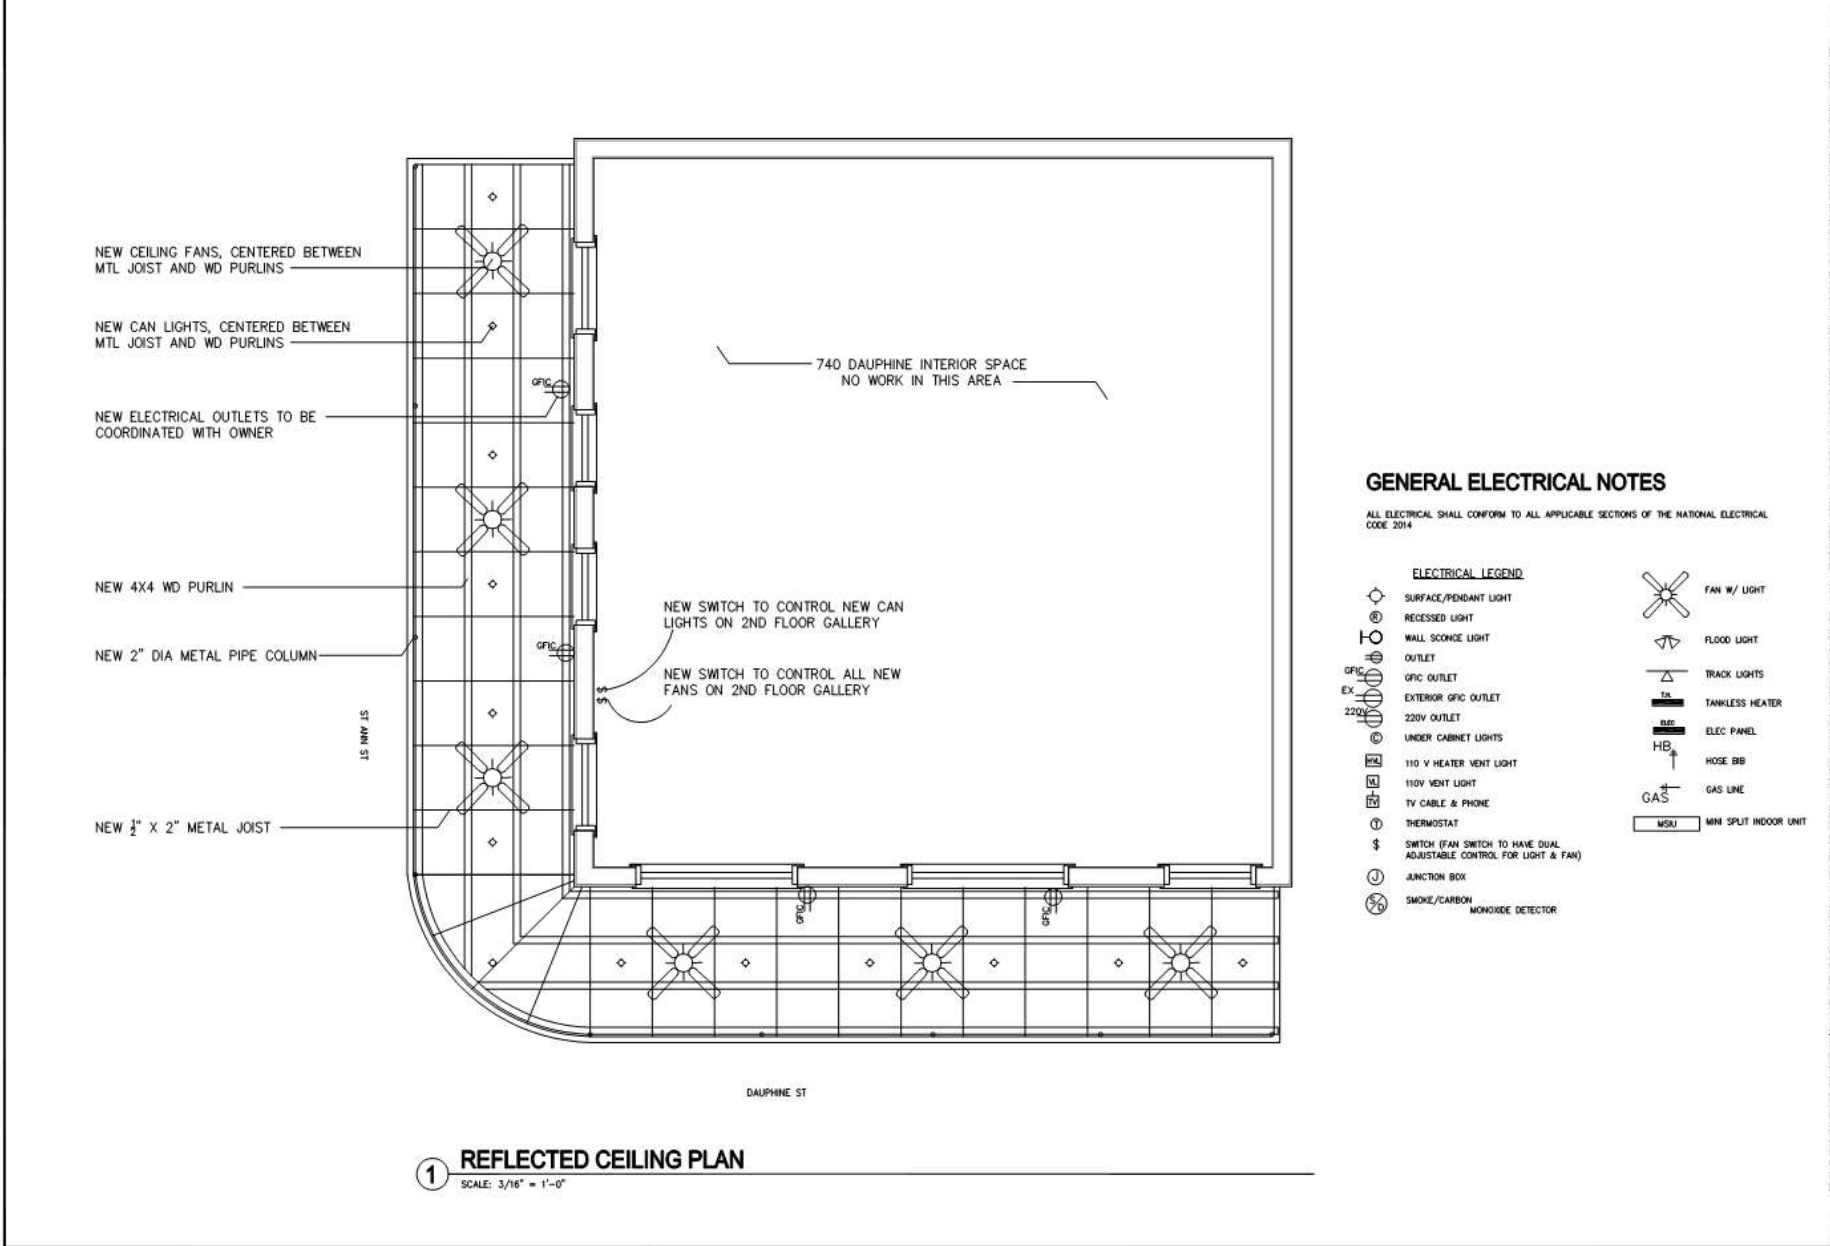 NEW CEILING FANS, CENTERED BETWEEN
MTL JOIST AND WD PURLINS
NEW CAN LIGHTS, CENTERED BETWEEN
MTL JOIST AND WD PURLINS
NEW ELECTRICAL OUTLETS TO BE
COORDINATED WITH OWNER
NEW 4X4 WD PURLIN
NEW 2" DIA METAL PIPE COLUMN
NEW ½" X 2" METAL JOIST
ST ANN ST
GFIC
GFIC
740 DAUPHINE INTERIOR SPACE
NO WORK IN THIS AREA
NEW SWITCH TO CONTROL NEW CAN
LIGHTS ON 2ND FLOOR GALLERY
NEW SWITCH TO CONTROL ALL NEW
FANS ON 2ND FLOOR GALLERY
$
$
GFIC
GFIC
DAUPHINE ST
1
REFLECTED CEILING PLAN
SCALE: 3/16" = 1'-0"
GENERAL ELECTRICAL NOTES
ALL ELECTRICAL SHALL CONFORM TO ALL APPLICABLE SECTIONS OF THE NATIONAL ELECTRICAL
CODE 2014
ELECTRICAL LEGEND
SURFACE/PENDANT LIGHT
R RECESSED LIGHT
WALL SCONCE LIGHT
OUTLET
GFIC GFIC OUTLET
EX EXTERIOR GFIC OUTLET
220V 220V OUTLET
C UNDER CABINET LIGHTS
HVL 110 V HEATER VENT LIGHT
VL 110V VENT LIGHT
TV TV CABLE & PHONE
T THERMOSTAT
$ SWITCH (FAN SWITCH TO HAVE DUAL
ADJUSTABLE CONTROL FOR LIGHT & FAN)
J JUNCTION BOX
S/D SMOKE/CARBON
MONOXIDE DETECTOR
FAN W/ LIGHT
FLOOD LIGHT
TRACK LIGHTS
T.H. TANKLESS HEATER
ELEC ELEC PANEL
HB HOSE BIB
GAS GAS LINE
MSIU MINI SPLIT INDOOR UNIT